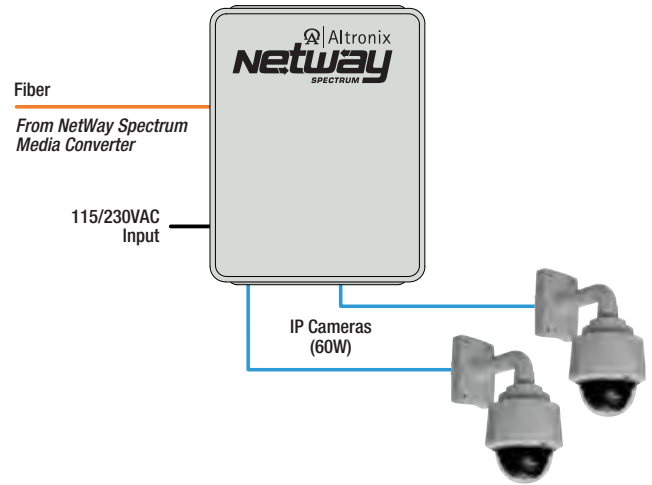 Altronix
Netway
SPECTRUM
Fiber
From NetWay Spectrum
Media Converter
115/230VAC
Input
IP Cameras
(60W)